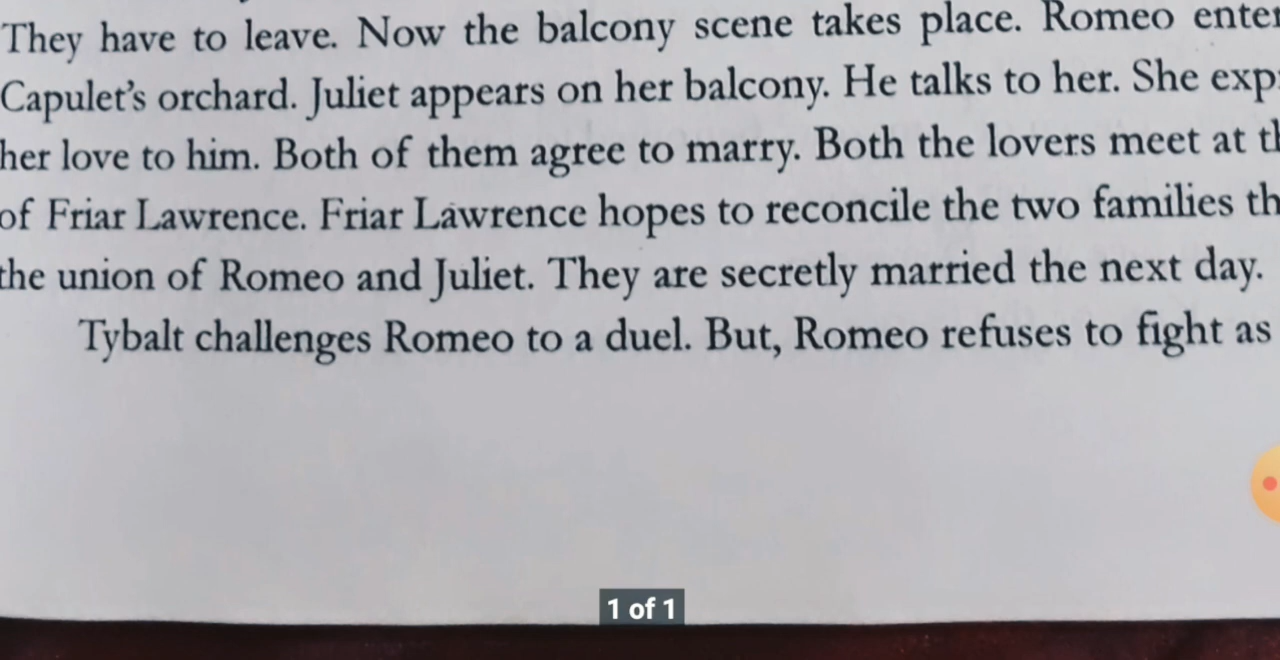 They have to leave. Now the balcony scene takes place. Romeo enter
Capulet's orchard. Juliet appears on her balcony. He talks to her. She exp
her love to him. Both of them agree to marry. Both the lovers meet at
of Friar Lawrence. Friar Lawrence hopes to reconcile the two families th
the union of Romeo and Juliet. They are secretly married the next day.
Tybalt challenges Romeo to a duel. But, Romeo refuses to fight as
1 of 1